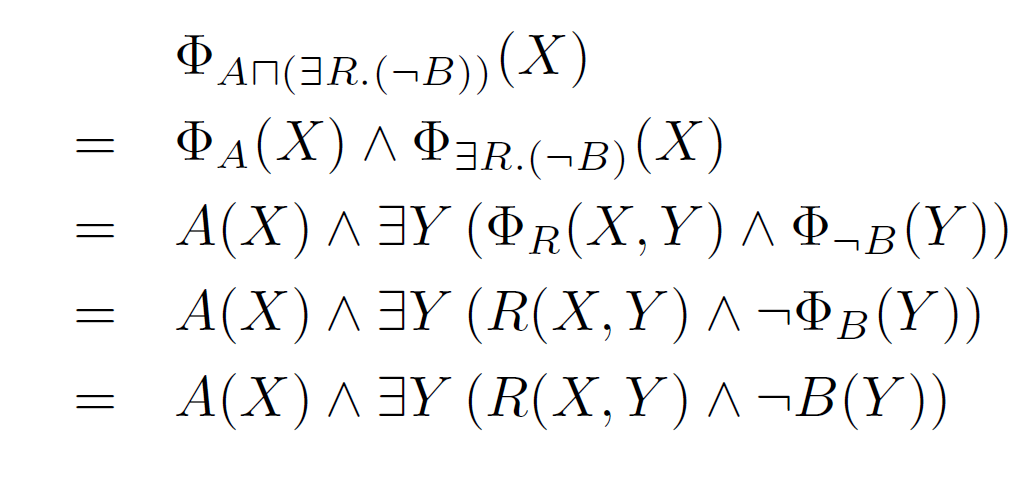 Φ_{A⊓(∃R.(¬B))}(X)
= Φ_A(X) ∧ Φ_{∃R.(¬B)}(X)
= A(X) ∧ ∃Y (Φ_R(X, Y) ∧ Φ_{¬B}(Y))
= A(X) ∧ ∃Y (R(X, Y) ∧ ¬Φ_B(Y))
= A(X) ∧ ∃Y (R(X, Y) ∧ ¬B(Y))